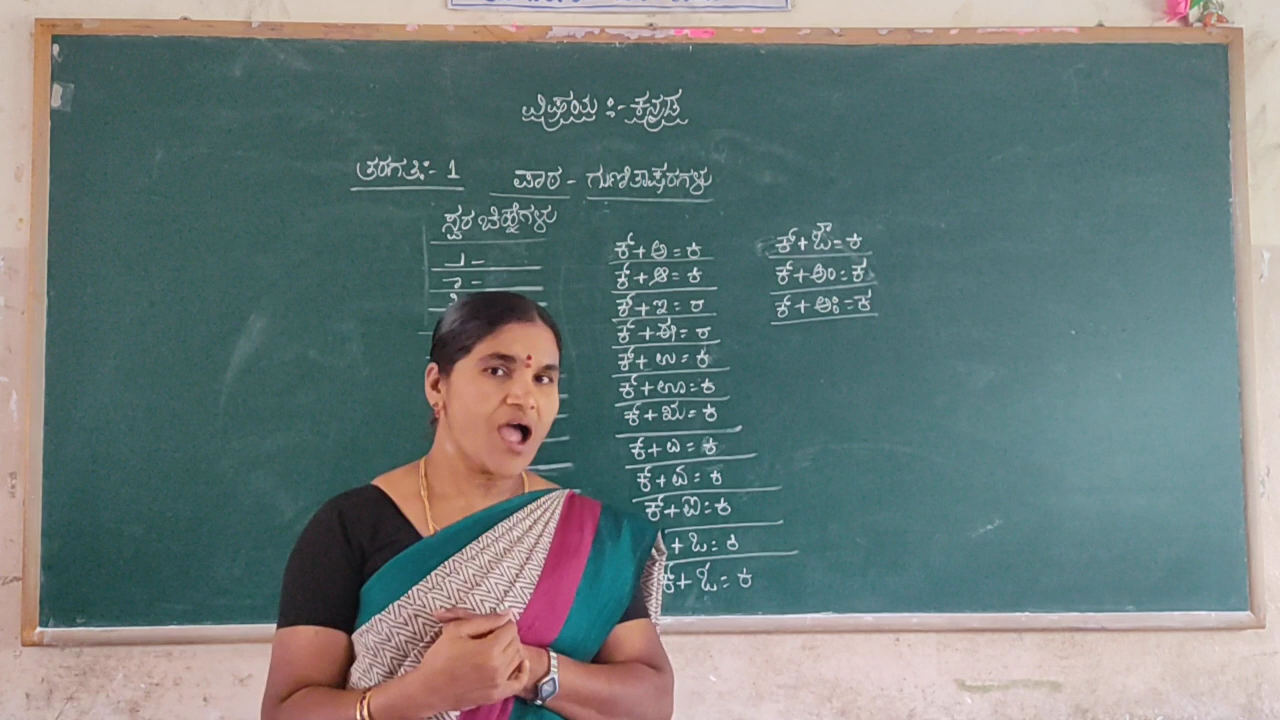 ವಿಷಯ :- ಕನ್ನಡ
ತರಗತಿ:- 1
ಪಾಠ - ಗುಣಿತಾಕ್ಷರಗಳು
ಸ್ವರ ಚಿಹ್ನೆಗಳು
ಕ್+ಅ=ಕ
ಕ್+ಆ=ಕ
ಕ್+ಇ=ರ
ಕ್+ಈ=ರ
ಕ್+ಉ=ಕ
ಕ್+ಊ=ಕ
ಕ್+ಋ=ಕ
ಕ್+ಎ=ಕ
ಕ್+ಏ=ಕ
ಕ್+ಐ=ಕ
+ಒ=ಕ
ಕ್+ಓ=ಕ
ಕ್+ಔ=ಕ
ಕ್+ಅಂ=ಕ
ಕ್+ಅಃ=ಕ